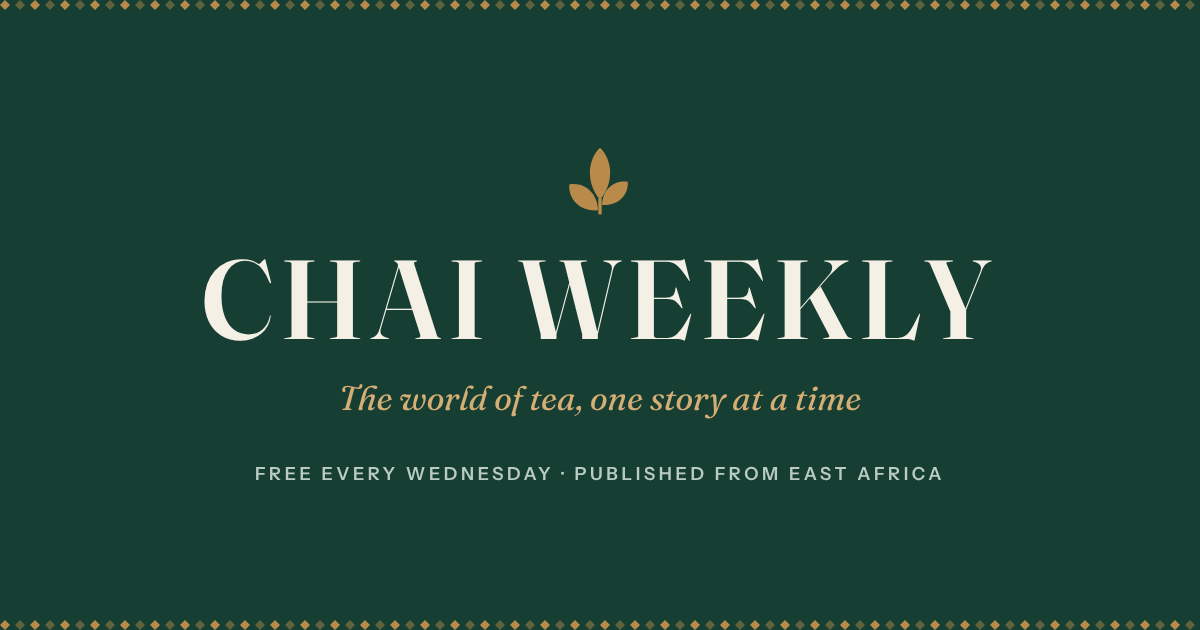 CHAI WEEKLY
The world of tea, one story at a time
FREE EVERY WEDNESDAY · PUBLISHED FROM EAST AFRICA